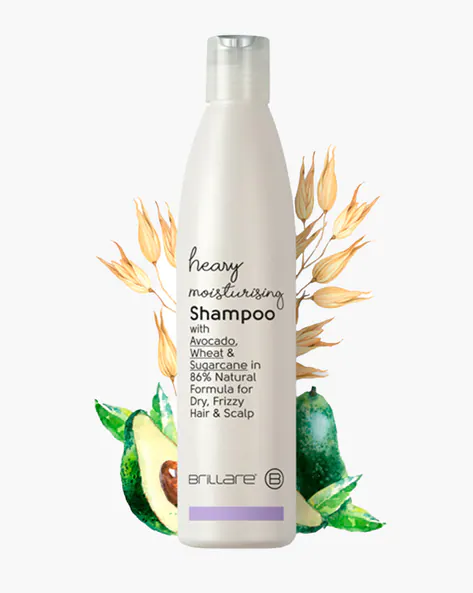 heavy
moisturising
Shampoo
with
Avocado,
Wheat &
Sugarcane in
86% Natural
Formula for
Dry, Frizzy
Hair & Scalp
BrILLare® B